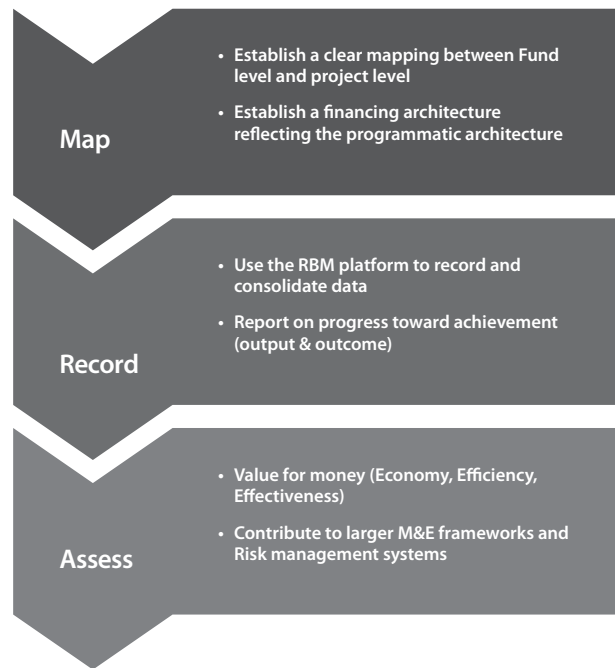 Map
• Establish a clear mapping between Fund
level and project level
• Establish a financing architecture
reflecting the programmatic architecture
Record
• Use the RBM platform to record and
consolidate data
• Report on progress toward achievement
(output & outcome)
Assess
• Value for money (Economy, Efficiency,
Effectiveness)
• Contribute to larger M&E frameworks and
Risk management systems